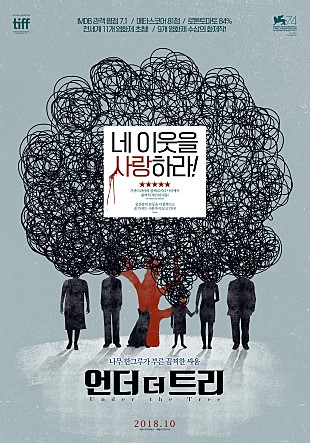 tiff
IMDB 관객 평점 7.1 / 메타스코어 81점 / 로튼토마토 84%
전세계 11개 영화제 초청! / 9개 영화제 수상의 화제작!
74
네 이웃을
사랑하라!
★★★★★
나무 한그루가 부른 끔찍한 싸움
언더 더 트리
Under the Tree
2018.10